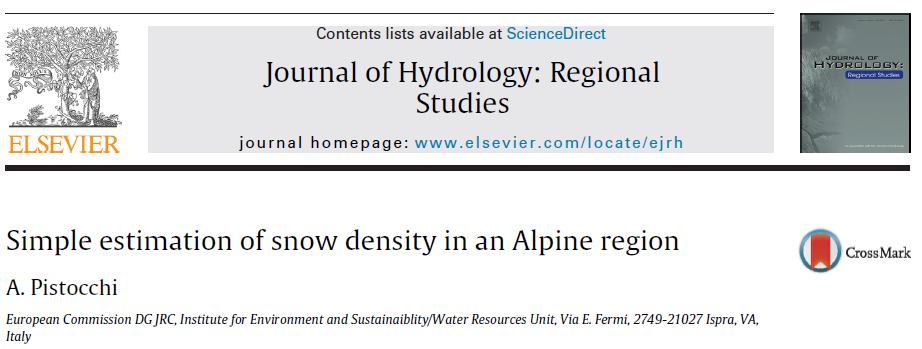 Contents lists available at ScienceDirect
Journal of Hydrology: Regional
Studies
journal homepage: www.elsevier.com/locate/ejrh
ELSEVIER
JOURNAL OF
HYDROLOGY:
Regional Studies
Simple estimation of snow density in an Alpine region
CrossMark
A. Pistocchi
European Commission DG JRC, Institute for Environment and Sustainaiblity/Water Resources Unit, Via E. Fermi, 2749-21027 Ispra, VA,
Italy